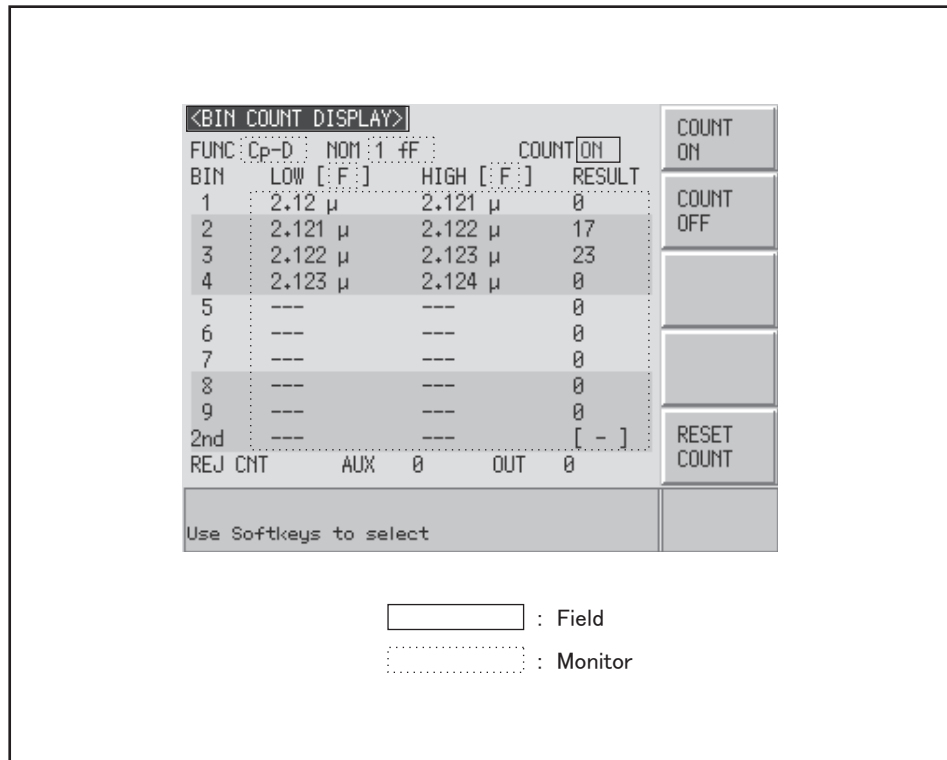 <BIN COUNT DISPLAY>
FUNC Cp-D NOM 1 fF COUNT ON
BIN LOW [ F ] HIGH [ F ] RESULT
1 2.12 μ 2.121 μ 0
2 2.121 μ 2.122 μ 17
3 2.122 μ 2.123 μ 23
4 2.123 μ 2.124 μ 0
5 --- --- 0
6 --- --- 0
7 --- --- 0
8 --- --- 0
9 --- --- 0
2nd --- --- [ - ]
REJ CNT AUX 0 OUT 0
Use Softkeys to select
COUNT
ON
COUNT
OFF
RESET
COUNT
: Field
: Monitor